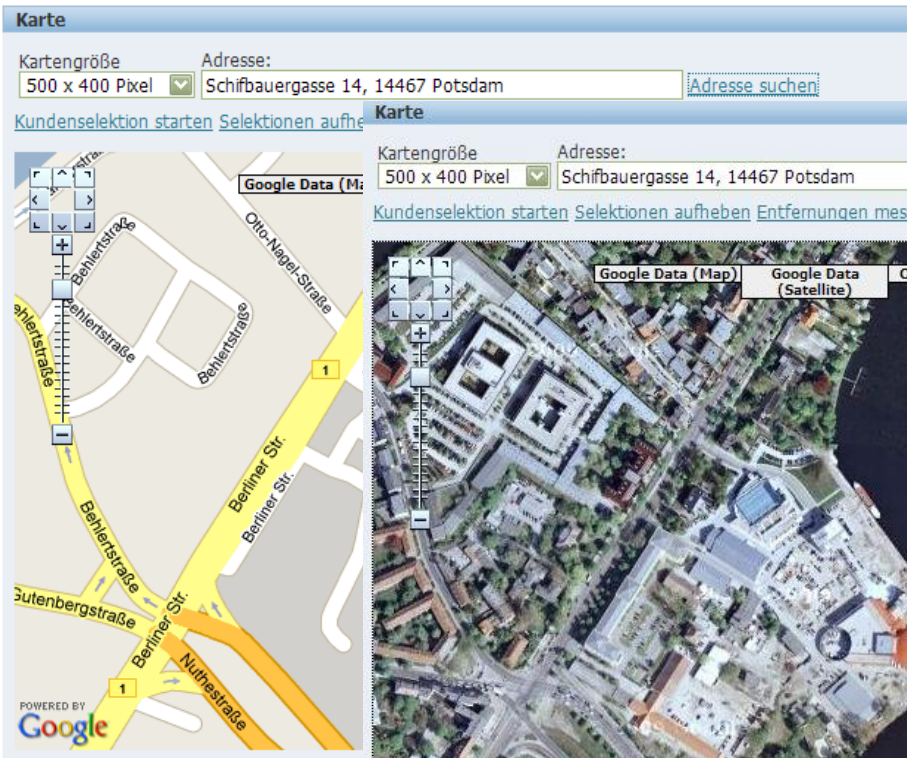 Karte
Kartengröße
Adresse:
500 x 400 Pixel
Schifbauergasse 14, 14467 Potsdam
Adresse suchen
Kundenselektion starten Selektionen aufhe
Google Data (Ma
Otto-Nagel-Straße
Behlertstraße
Behlertstraße
Behlertstraße
ehlertstraße
1
Berliner Str.
Berliner Str.
Behlertstraße
Gutenbergstraße
Berliner Str.
Nuthestraße
1
POWERED BY
Google
Karte
Kartengröße
Adresse:
500 x 400 Pixel
Schifbauergasse 14, 14467 Potsdam
Kundenselektion starten Selektionen aufheben Entfernungen mes
Google Data (Map)
Google Data
(Satellite)